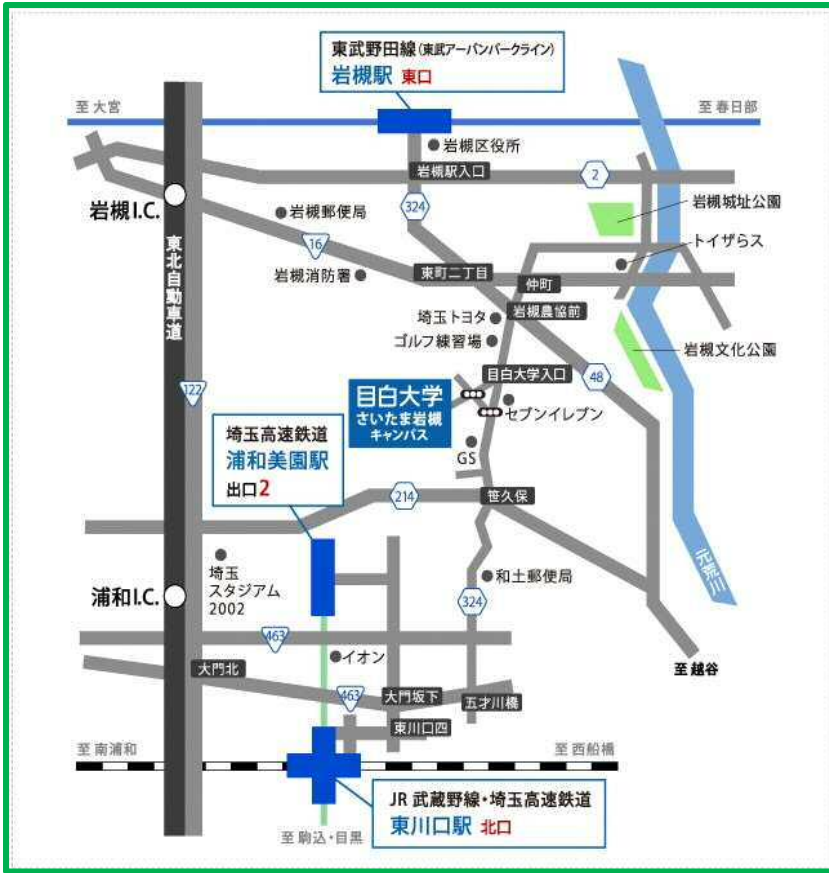 東武野田線(東武アーバンパークライン)
岩槻駅 東口
至 大宮
至 春日部
岩槻区役所
岩槻駅入口
2
岩槻I.C.
岩槻郵便局
324
岩槻城址公園
16
トイザらス
東北自動車道
岩槻消防署
東町二丁目
仲町
埼玉トヨタ
岩槻農協前
ゴルフ練習場
岩槻文化公園
目白大学入口
48
122
目白大学
さいたま岩槻
キャンパス
セブンイレブン
埼玉高速鉄道
浦和美園駅
出口2
GS
214
笹久保
元荒川
埼玉
スタジアム
2002
和土郵便局
浦和I.C.
324
463
イオン
大門北
至 越谷
463
大門坂下
五才川橋
東川口四
至 南浦和
至 西船橋
JR 武蔵野線・埼玉高速鉄道
東川口駅 北口
至 駒込・目黒